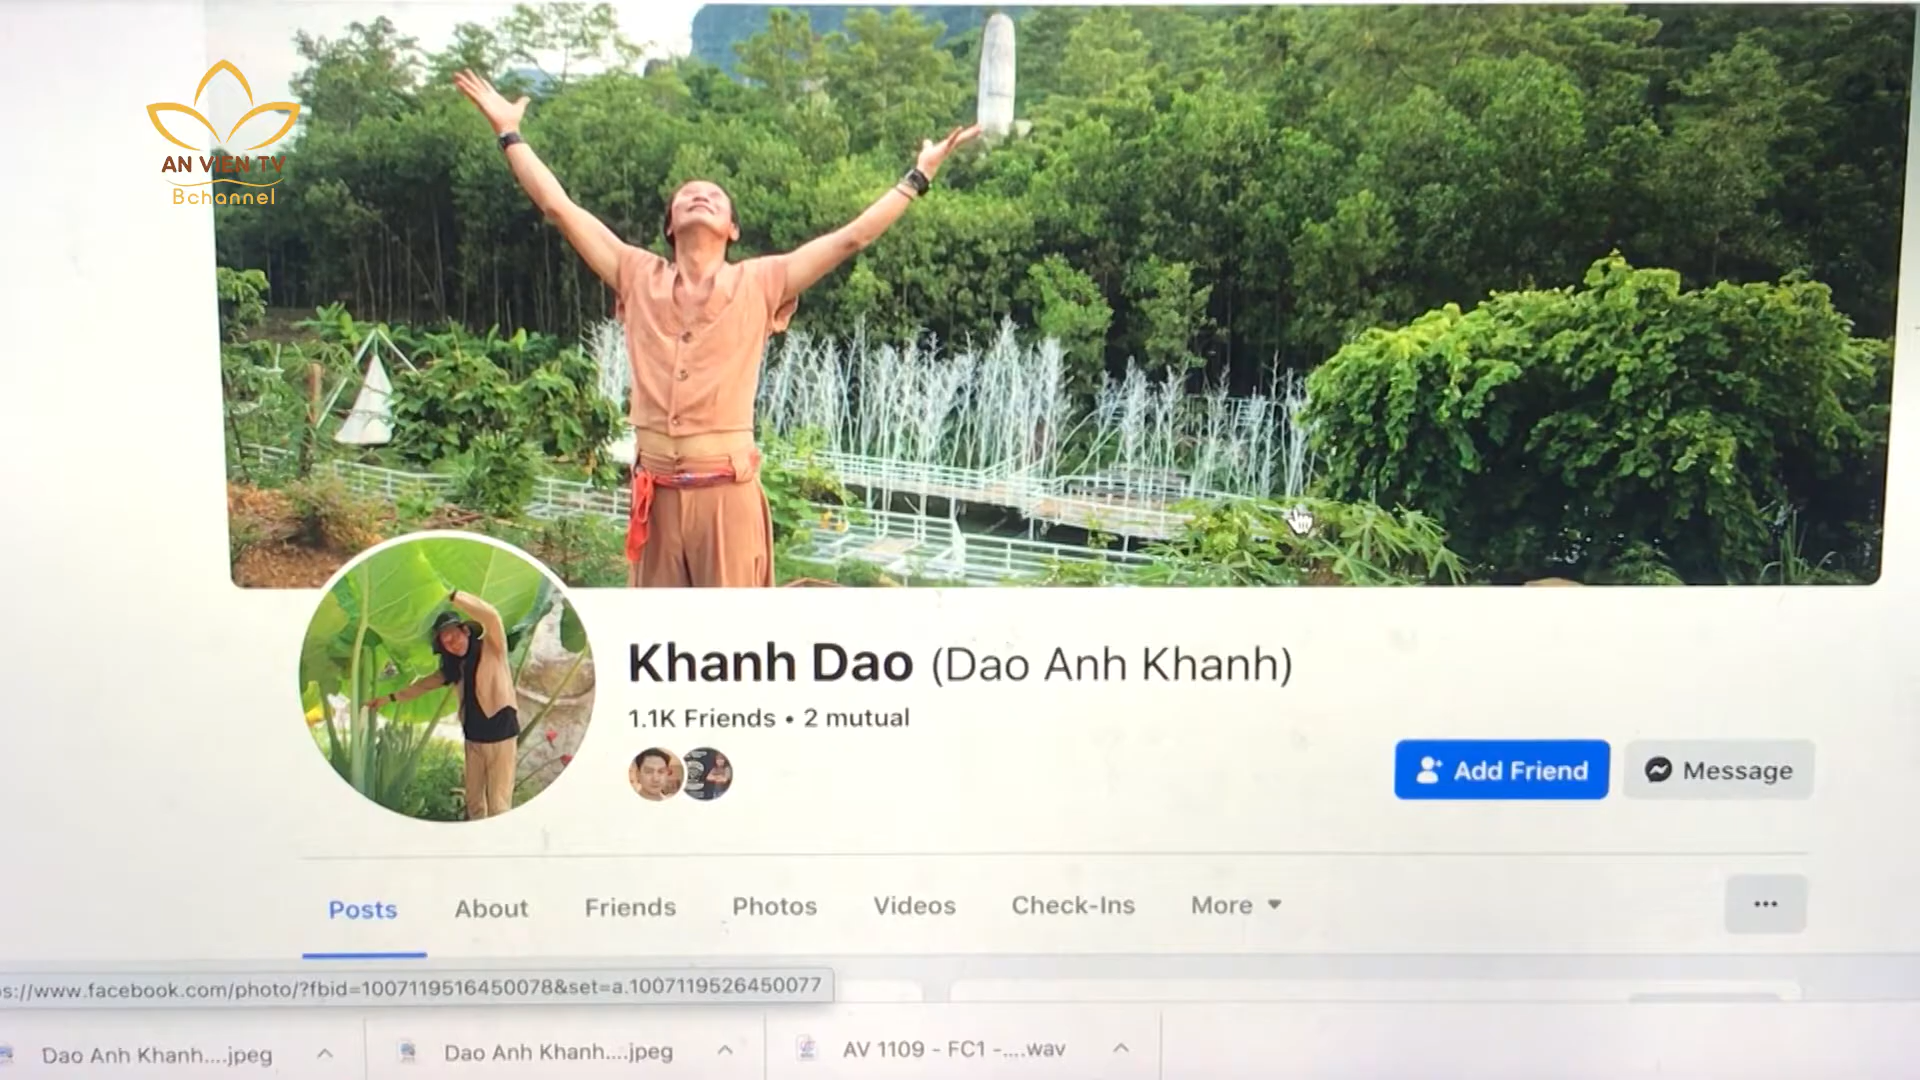 AN VIEN TV
Bchannel
Khanh Dao (Dao Anh Khanh)
1.1K Friends • 2 mutual
Add Friend
Message
Posts
About
Friends
Photos
Videos
Check-Ins
More
s://www.facebook.com/photo/?fbid=1007119516450078&set=a.1007119526450077
Dao Anh Khanh....jpeg
Dao Anh Khanh....jpeg
AV 1109 - FC1 -....wav